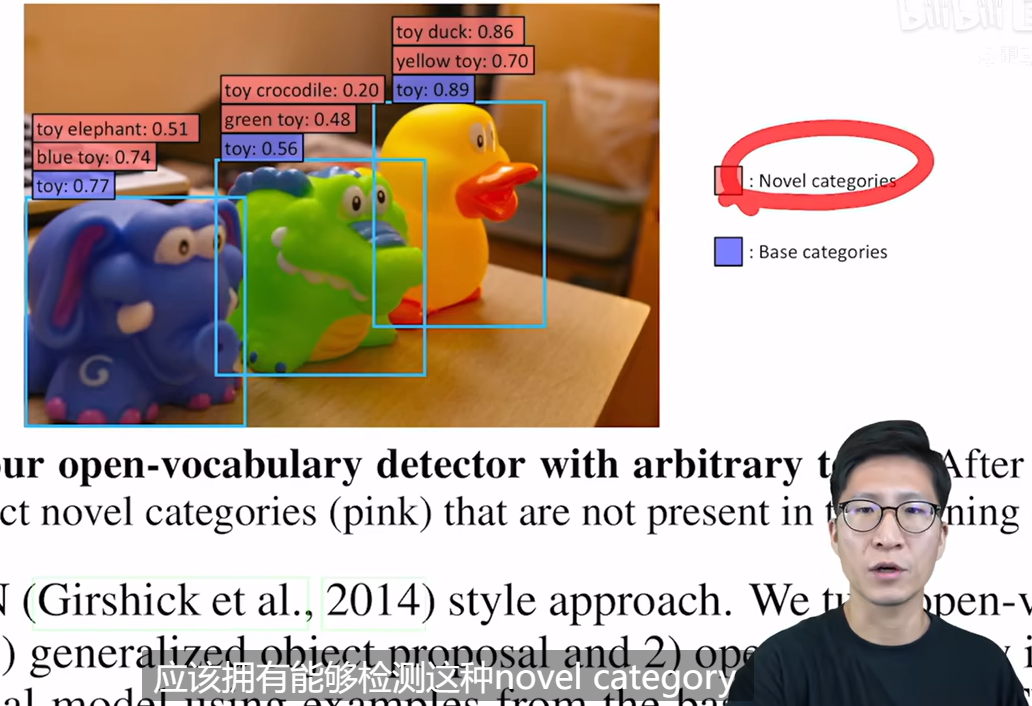 bilibili
toy duck: 0.86
yellow toy: 0.70
toy: 0.89
toy crocodile: 0.20
green toy: 0.48
toy: 0.56
toy elephant: 0.51
blue toy: 0.74
toy: 0.77
: Novel categories
: Base categories
ur open-vocabulary detector with arbitrary After
ct novel categories (pink) that are not present in ning
N (Girshick et al., 2014) style approach. We open-v
) generalized object proposal and 2)
al model using examples from the
应该拥有能够检测这种novel category